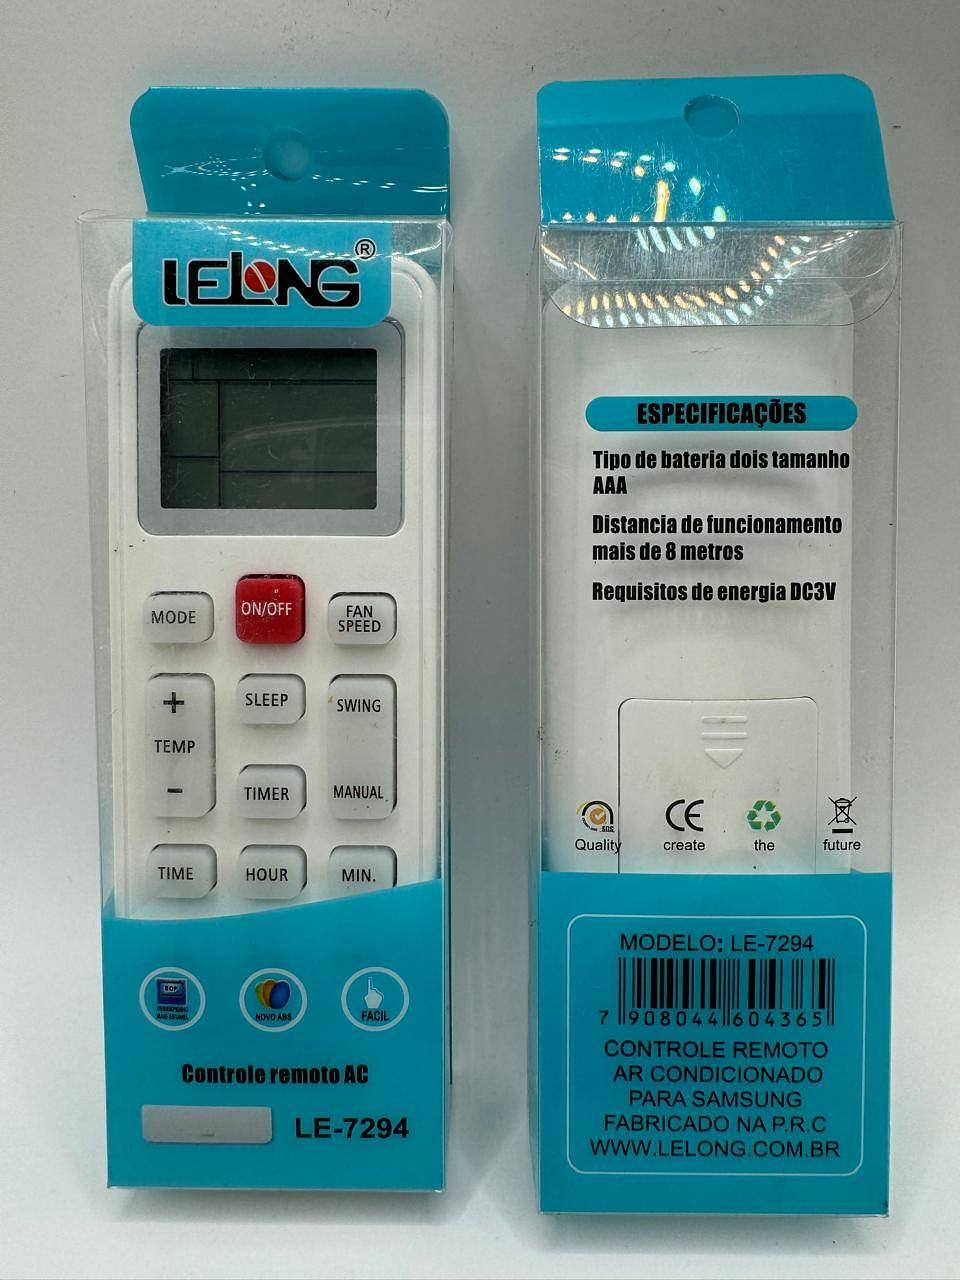 LELONG®
MODE
ON/OFF
FAN
SPEED
+
TEMP
-
SLEEP
TIMER
SWING
MANUAL
TIME
HOUR
MIN.
NOVO ABS
FACIL
Controle remoto AC
LE-7294
ESPECIFICAÇÕES
Tipo de bateria dois tamanho
AAA
Distancia de funcionamento
mais de 8 metros
Requisitos de energia DC3V
CE
Quality create the future
MODELO: LE-7294
7 908044 604365
CONTROLE REMOTO
AR CONDICIONADO
PARA SAMSUNG
FABRICADO NA P.R.C
WWW.LELONG.COM.BR